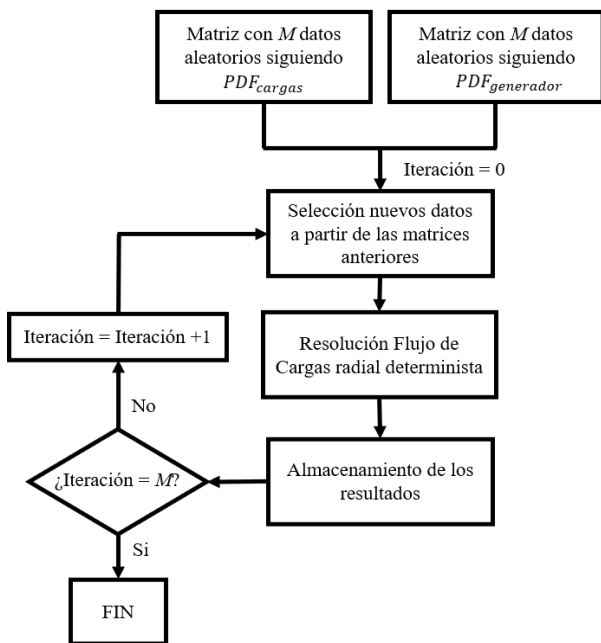 Matriz con M datos
aleatorios siguiendo
PDF_cargas
Matriz con M datos
aleatorios siguiendo
PDF_generador
Iteración = 0
Selección nuevos datos
a partir de las matrices
anteriores
Iteración = Iteración +1
Resolución Flujo de
Cargas radial determinista
No
¿Iteración = M?
Almacenamiento de los
resultados
Si
FIN